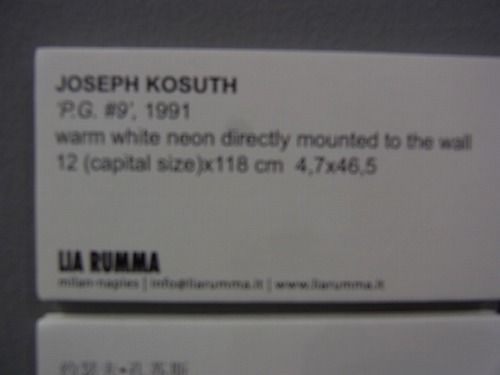 JOSEPH KOSUTH
'P.G. #9', 1991
warm white neon directly mounted to the wall
12 (capital size)x118 cm 4,7x46,5
LIA RUMMA
milan-naples | info@liarumma.it | www.liarumma.it